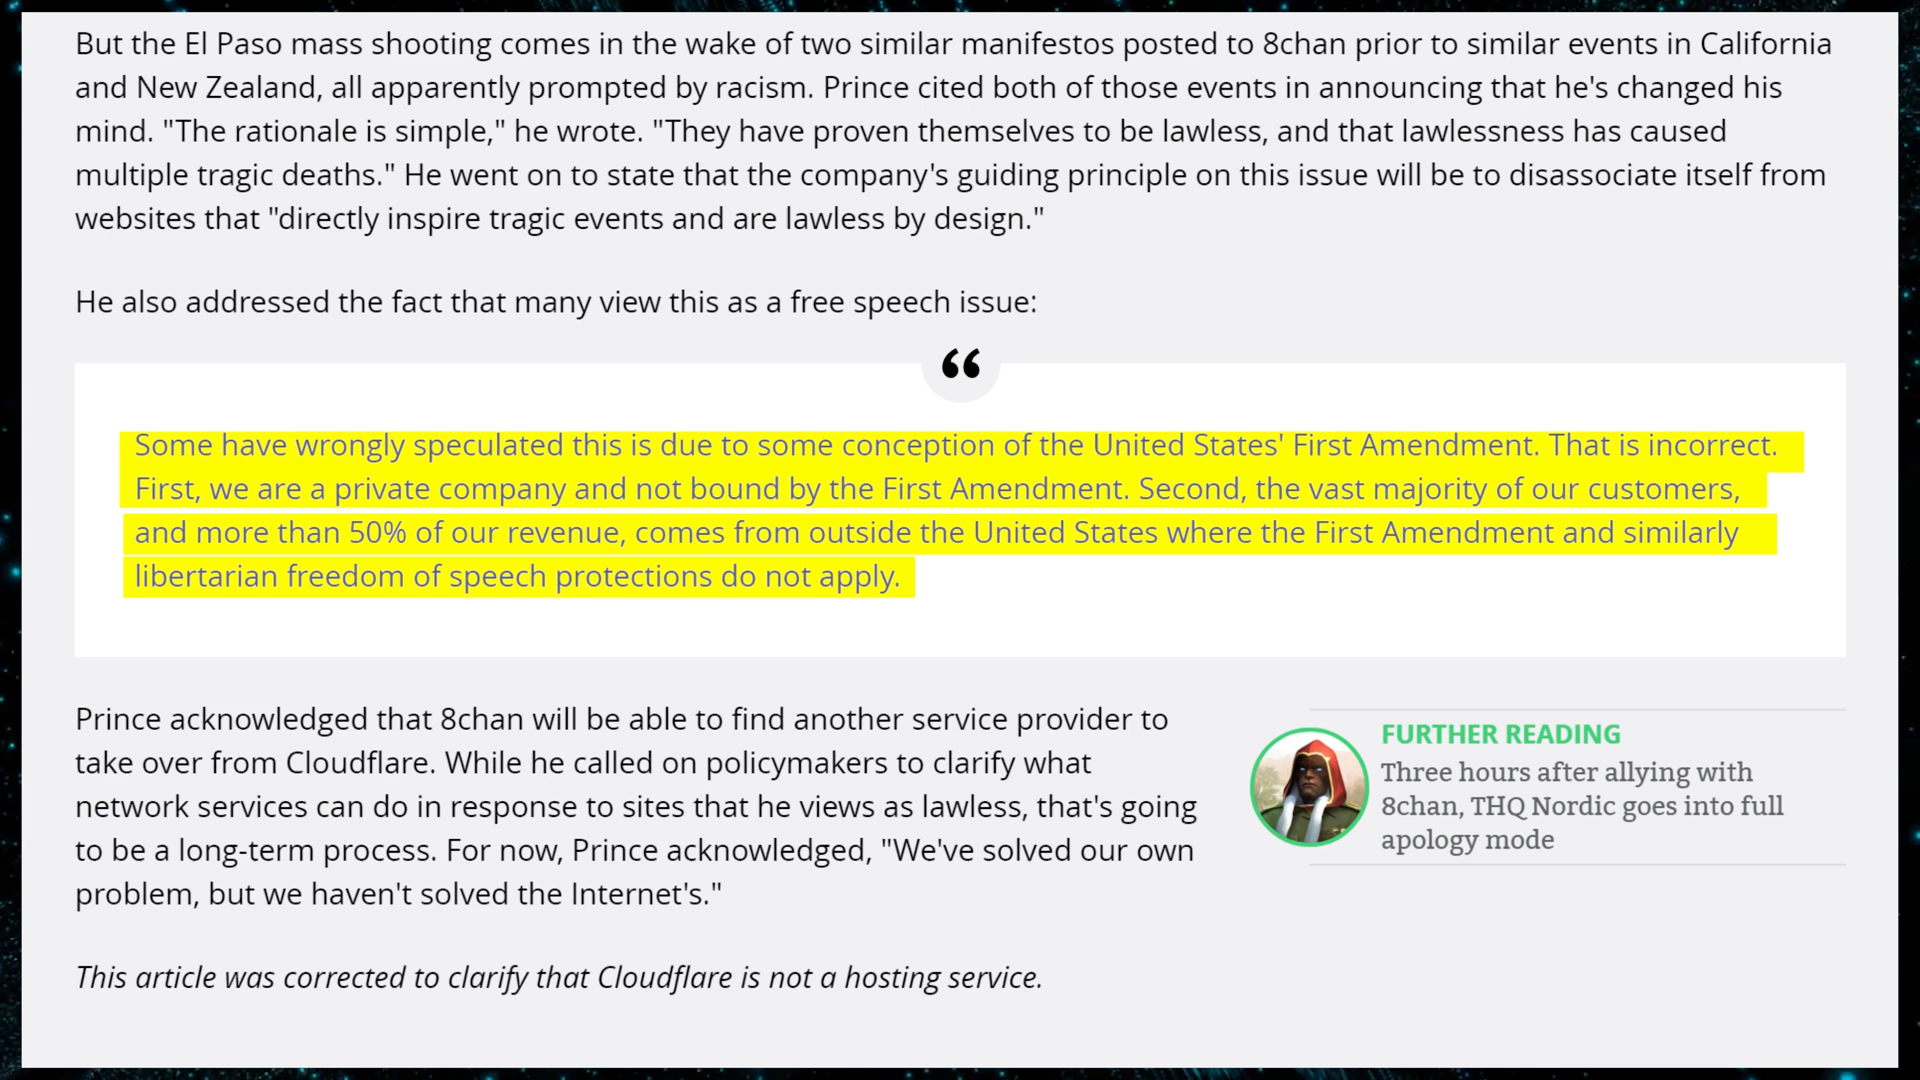 But the El Paso mass shooting comes in the wake of two similar manifestos posted to 8chan prior to similar events in California
and New Zealand, all apparently prompted by racism. Prince cited both of those events in announcing that he's changed his
mind. "The rationale is simple," he wrote. "They have proven themselves to be lawless, and that lawlessness has caused
multiple tragic deaths." He went on to state that the company's guiding principle on this issue will be to disassociate itself from
websites that "directly inspire tragic events and are lawless by design."
He also addressed the fact that many view this as a free speech issue:
“
Some have wrongly speculated this is due to some conception of the United States' First Amendment. That is incorrect.
First, we are a private company and not bound by the First Amendment. Second, the vast majority of our customers,
and more than 50% of our revenue, comes from outside the United States where the First Amendment and similarly
libertarian freedom of speech protections do not apply.
Prince acknowledged that 8chan will be able to find another service provider to
take over from Cloudflare. While he called on policymakers to clarify what
network services can do in response to sites that he views as lawless, that's going
to be a long-term process. For now, Prince acknowledged, "We've solved our own
problem, but we haven't solved the Internet's."
FURTHER READING
Three hours after allying with
8chan, THQ Nordic goes into full
apology mode
This article was corrected to clarify that Cloudflare is not a hosting service.